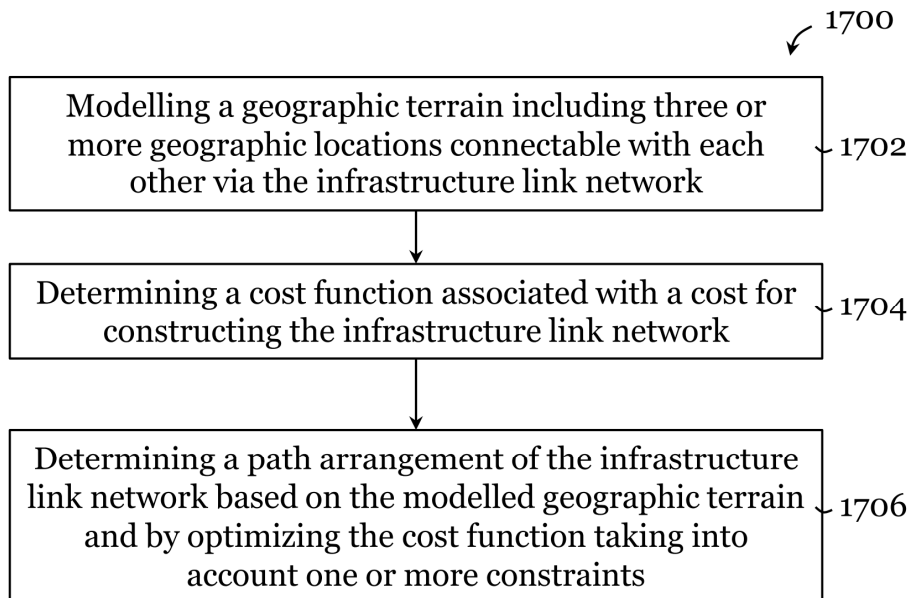 1700
Modelling a geographic terrain including three or
more geographic locations connectable with each
other via the infrastructure link network
1702
Determining a cost function associated with a cost for
constructing the infrastructure link network
1704
Determining a path arrangement of the infrastructure
link network based on the modelled geographic terrain
and by optimizing the cost function taking into
account one or more constraints
1706